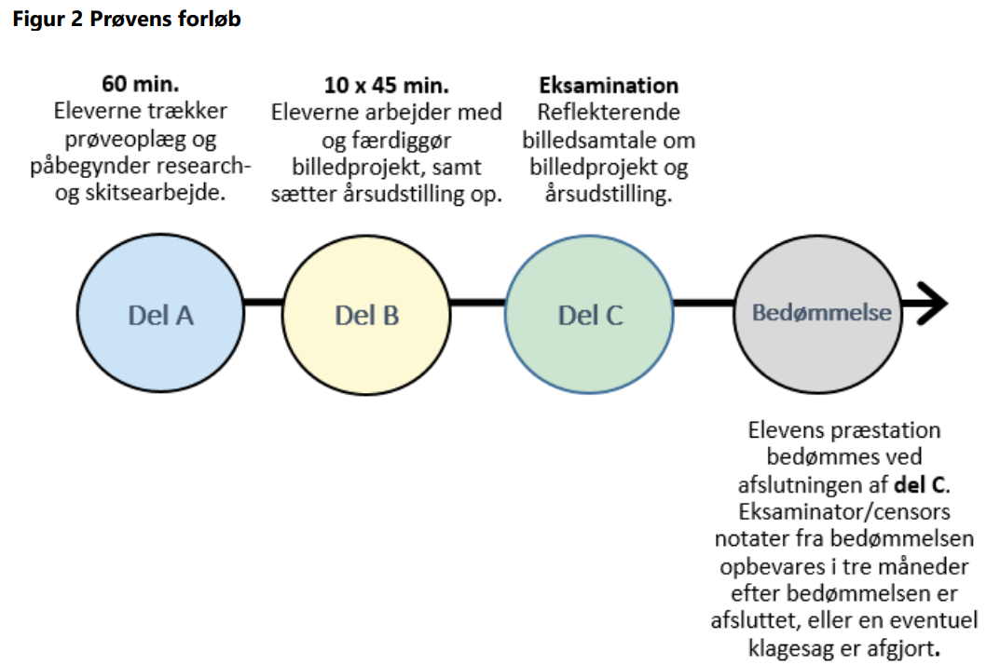 Figur 2 Prøvens forløb
60 min.
Eleverne trækker
prøveoplæg og
påbegynder research-
og skitsearbejde.
10 x 45 min.
Eleverne arbejder med
og færdiggør
billedprojekt, samt
sætter årsudstilling op.
Eksamination
Reflekterende
billedsamtale om
billedprojekt og
årsudstilling.
Del A
Del B
Del C
Bedømmelse
Elevens præstation
bedømmes ved
afslutningen af del C.
Eksaminator/censors
notater fra bedømmelsen
opbevares i tre måneder
efter bedømmelsen er
afsluttet, eller en eventuel
klagesag er afgjort.